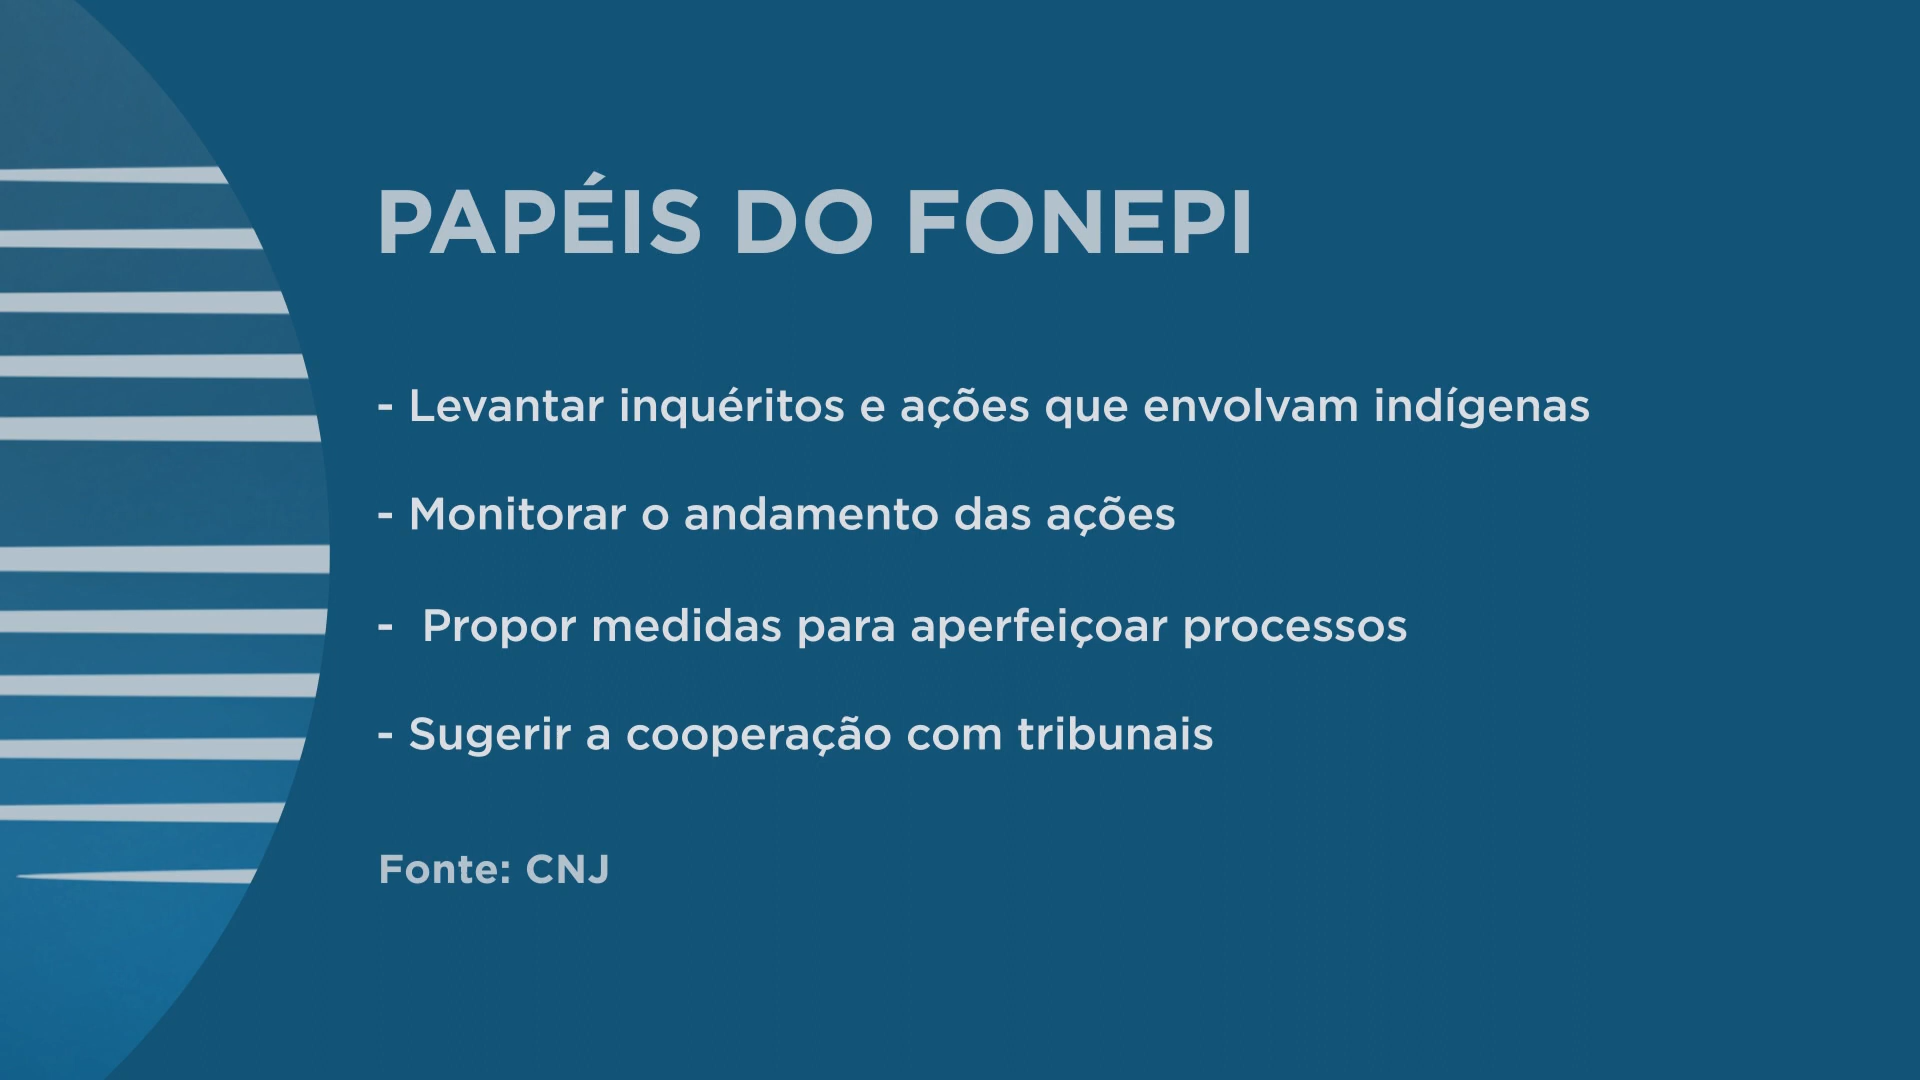 PAPÉIS DO FONEPI
- Levantar inquéritos e ações que envolvam indígenas
- Monitorar o andamento das ações
-  Propor medidas para aperfeiçoar processos
- Sugerir a cooperação com tribunais
Fonte: CNJ